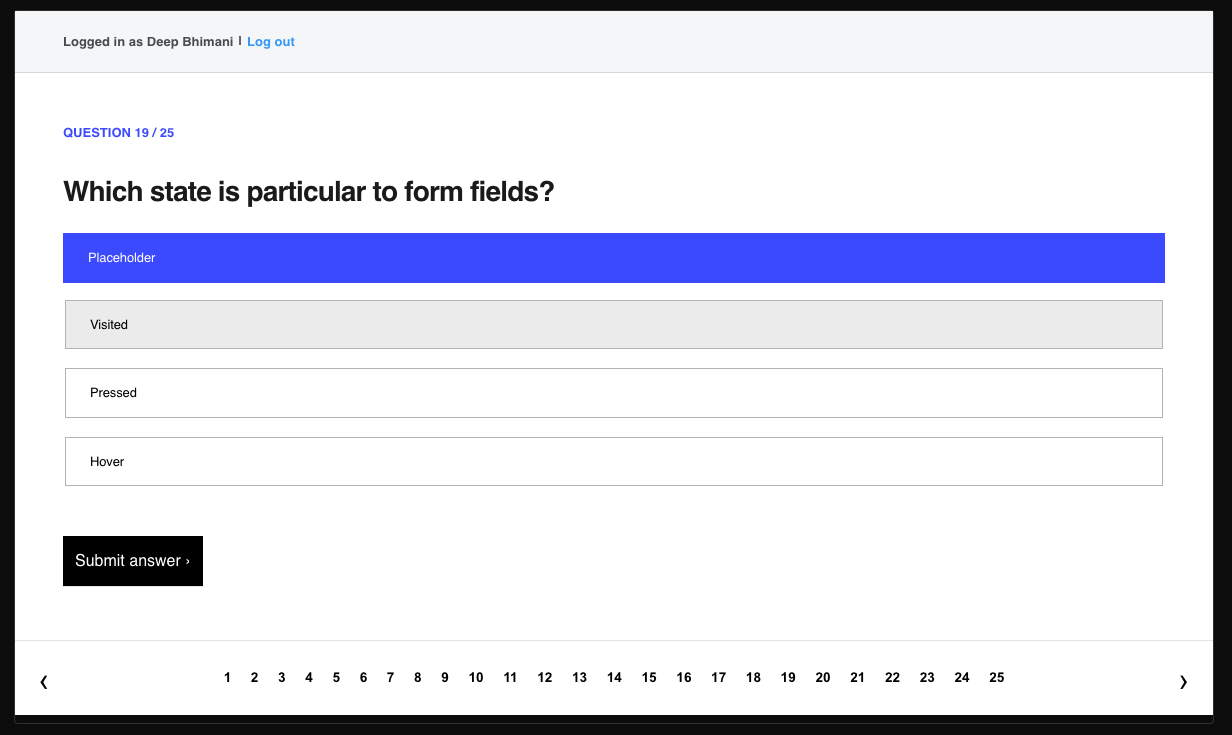 Logged in as Deep Bhimani | Log out
QUESTION 19 / 25
Which state is particular to form fields?
Placeholder
Visited
Pressed
Hover
Submit answer ›
‹ 1 2 3 4 5 6 7 8 9 10 11 12 13 14 15 16 17 18 19 20 21 22 23 24 25 ›